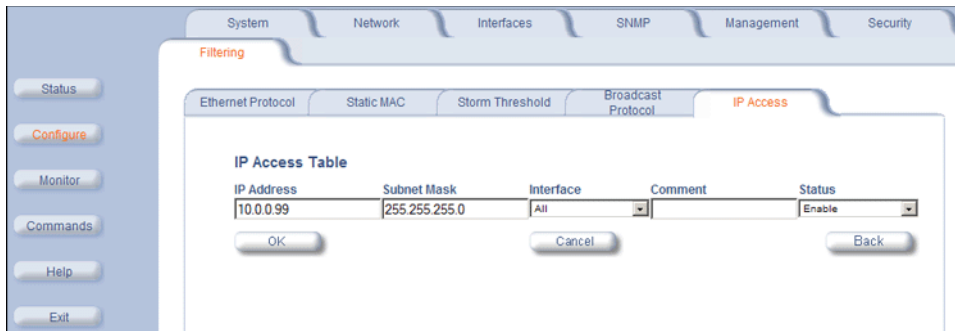 System Network Interfaces SNMP Management Security
Filtering
Status
Configure
Monitor
Commands
Help
Exit
Ethernet Protocol Static MAC Storm Threshold Broadcast Protocol IP Access
IP Access Table
IP Address Subnet Mask Interface Comment Status
10.0.0.99 255.255.255.0 All Enable
OK Cancel Back